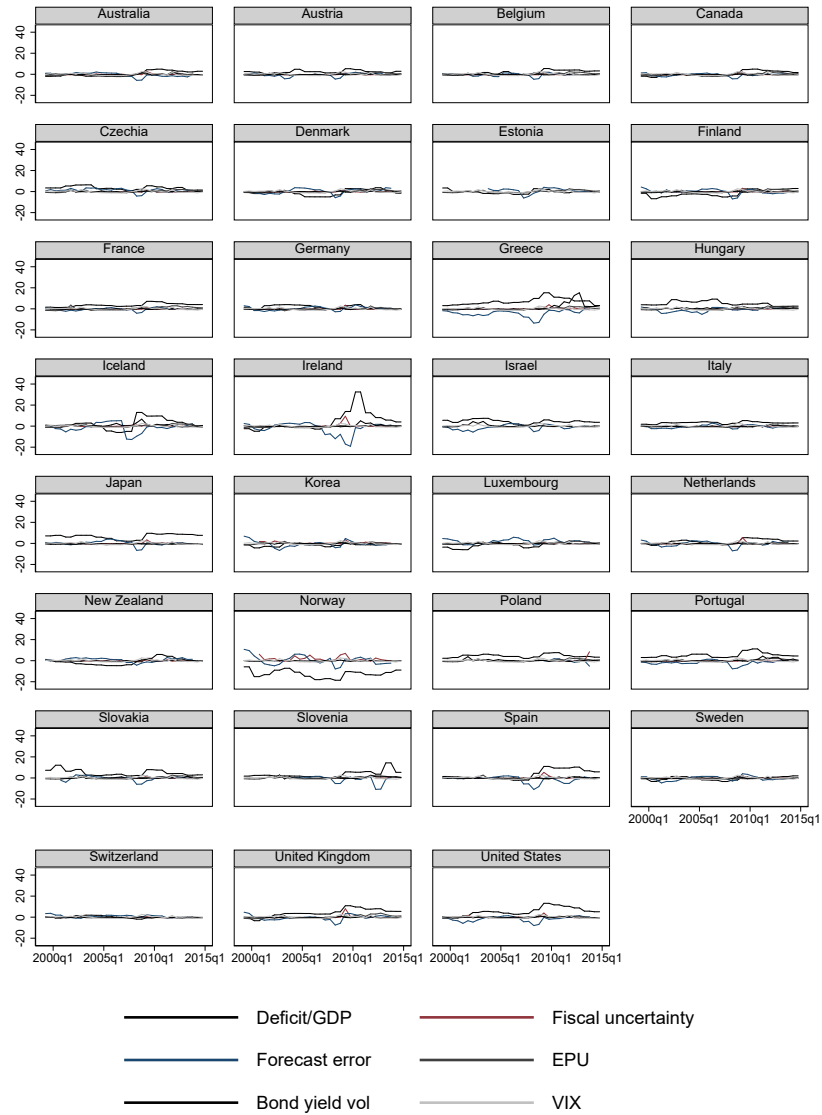 Australia Austria Belgium Canada
40
20
0
-20
Czechia Denmark Estonia Finland
40
20
0
-20
France Germany Greece Hungary
40
20
0
-20
Iceland Ireland Israel Italy
40
20
0
-20
Japan Korea Luxembourg Netherlands
40
20
0
-20
New Zealand Norway Poland Portugal
40
20
0
-20
Slovakia Slovenia Spain Sweden
40
20
0
-20
2000q1 2005q1 2010q1 2015q1
Switzerland United Kingdom United States
40
20
0
-20
2000q1 2005q1 2010q1 2015q1 2000q1 2005q1 2010q1 2015q1 2000q1 2005q1 2010q1 2015q1
Deficit/GDP Fiscal uncertainty
Forecast error EPU
Bond yield vol VIX